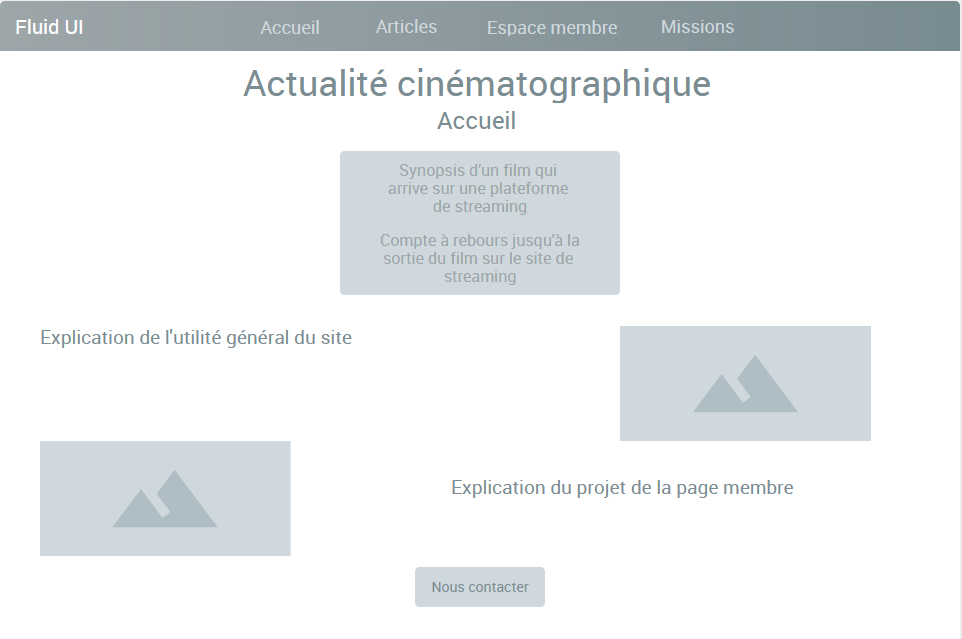 Fluid UI Accueil Articles Espace membre Missions
Actualité cinématographique
Accueil
Synopsis d'un film qui
arrive sur une plateforme
de streaming
Compte à rebours jusqu'à la
sortie du film sur le site de
streaming
Explication de l'utilité général du site
Explication du projet de la page membre
Nous contacter